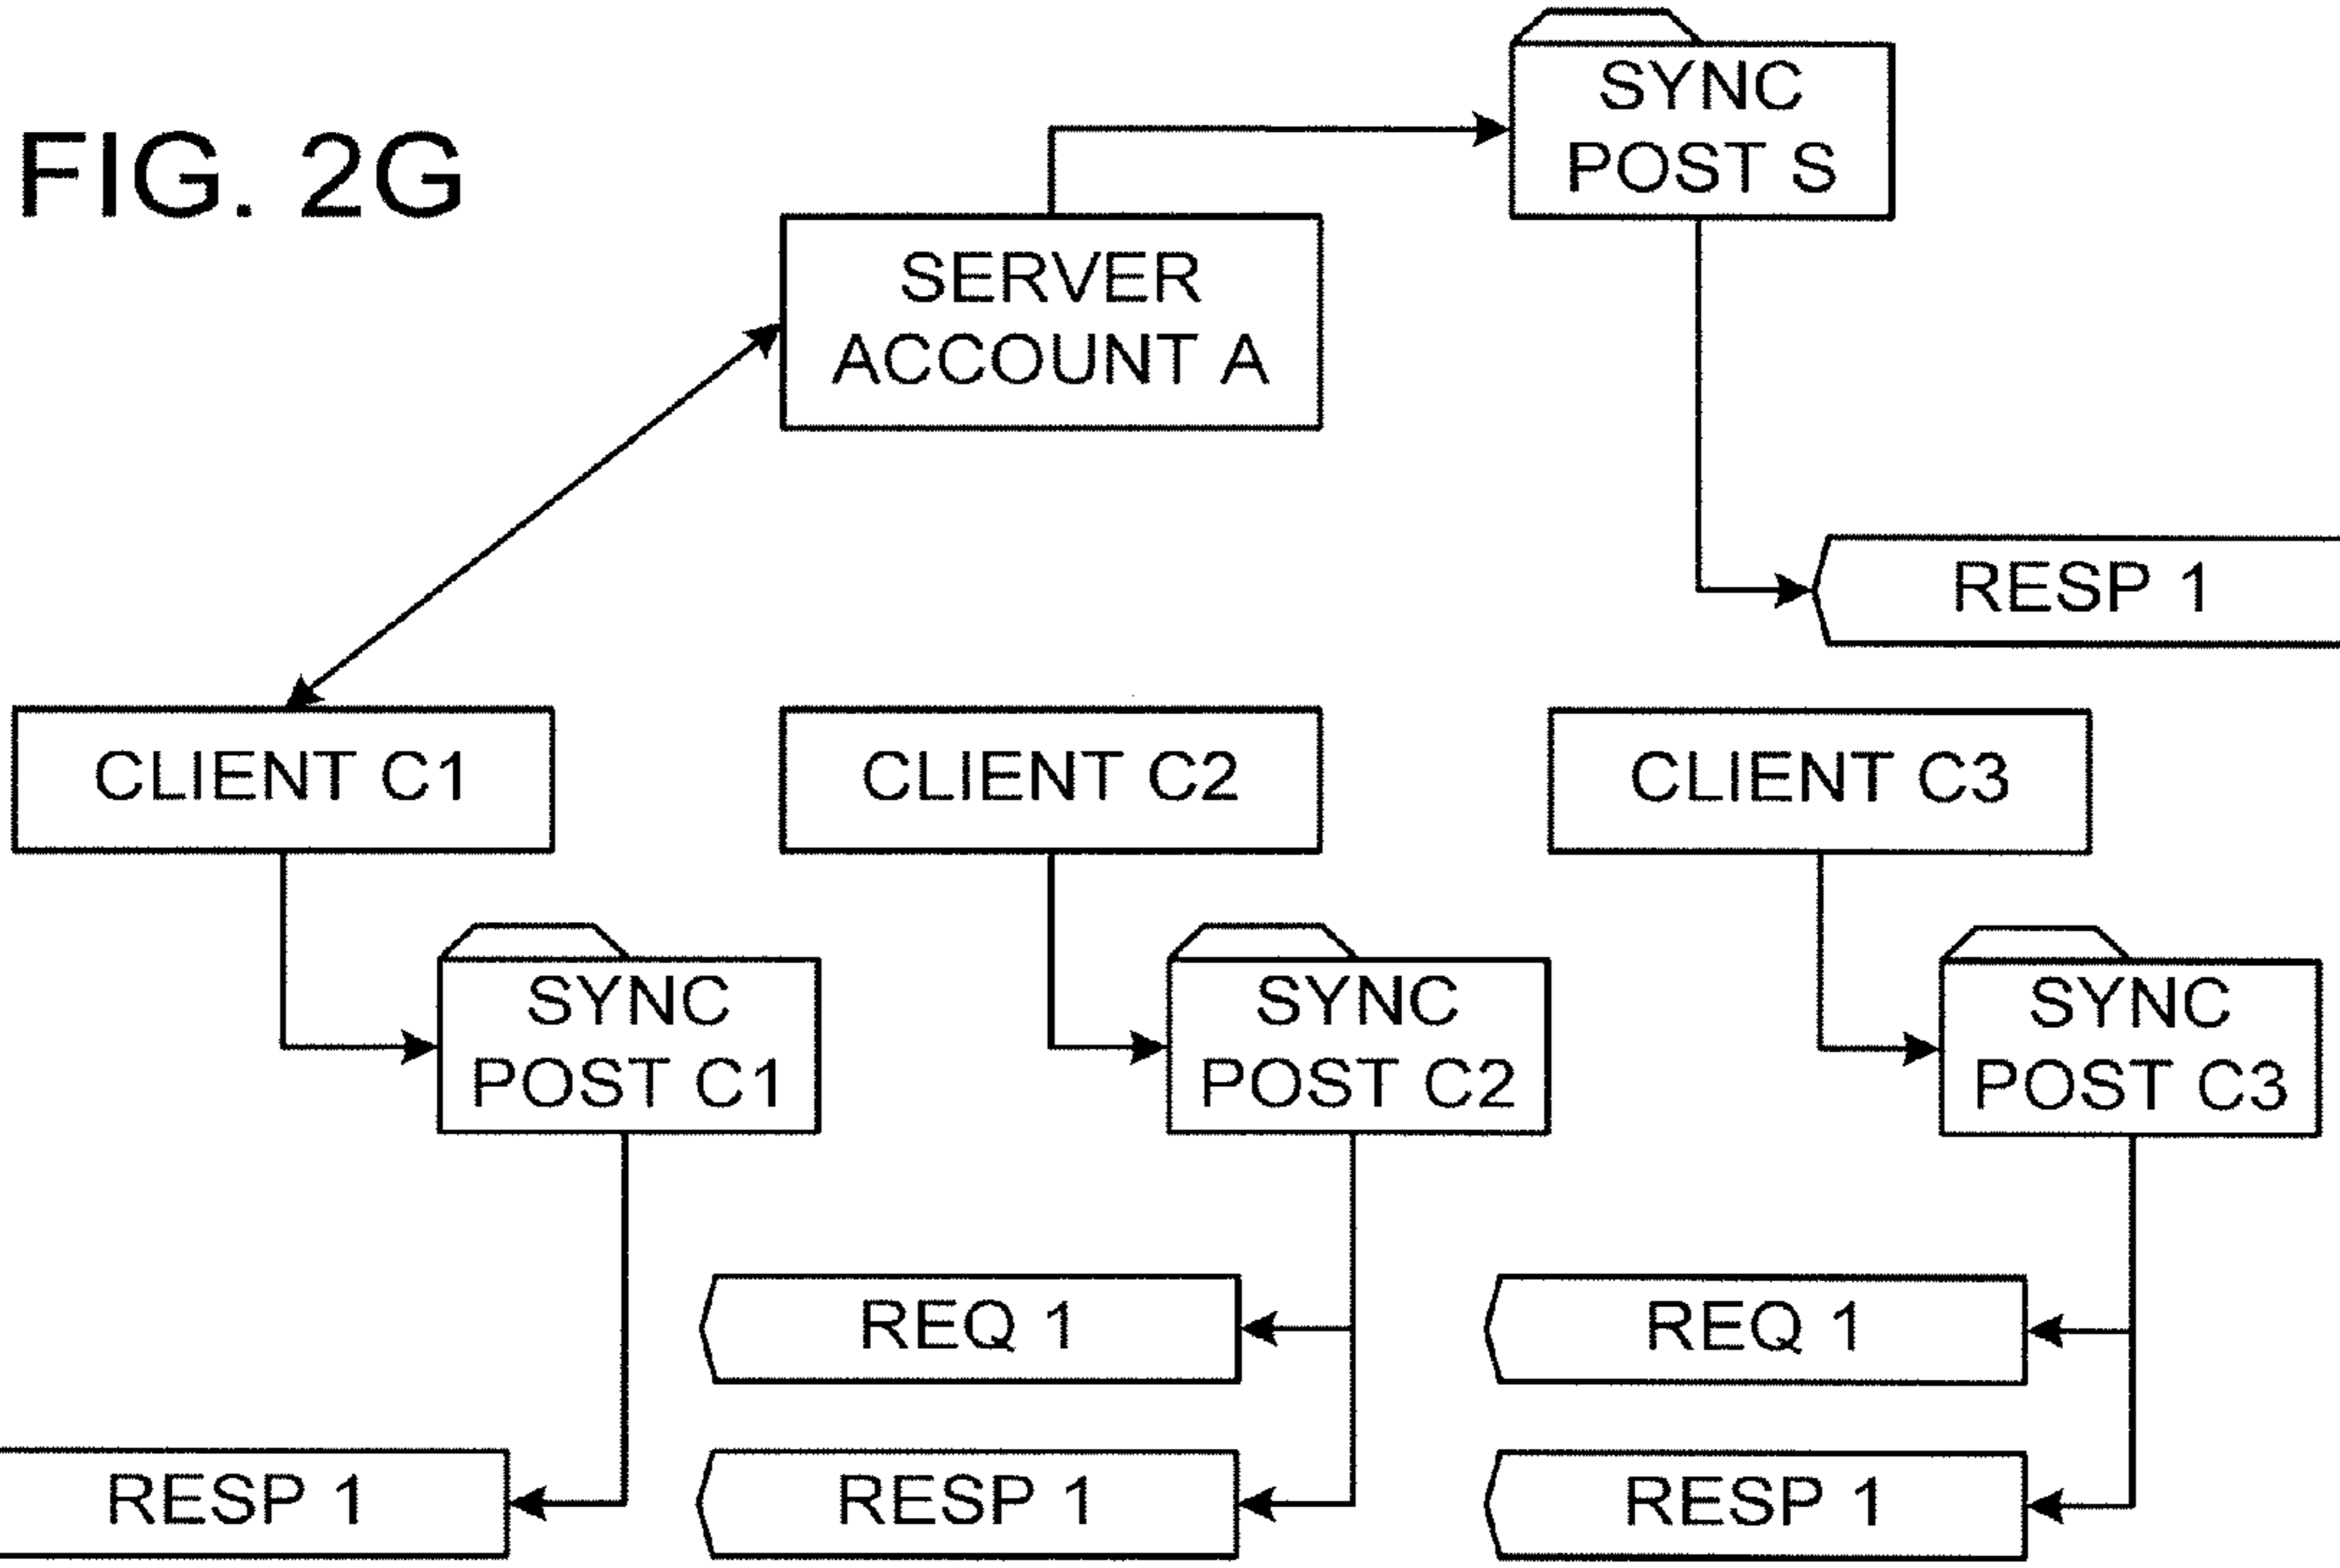 FIG. 2G
SYNC
POST S
SERVER
ACCOUNT A
RESP 1
CLIENT C1
CLIENT C2
CLIENT C3
SYNC
POST C1
SYNC
POST C2
SYNC
POST C3
REQ 1
REQ 1
RESP 1
RESP 1
RESP 1